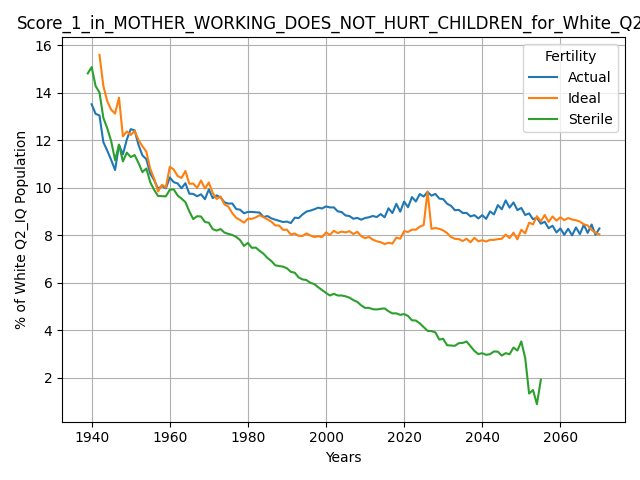 Score_1_in_MOTHER_WORKING_DOES_NOT_HURT_CHILDREN_for_White_Q2
Fertility
Actual
Ideal
Sterile
% of White Q2_IQ Population
16
14
12
10
8
6
4
2
1940 1960 1980 2000 2020 2040 2060
Years